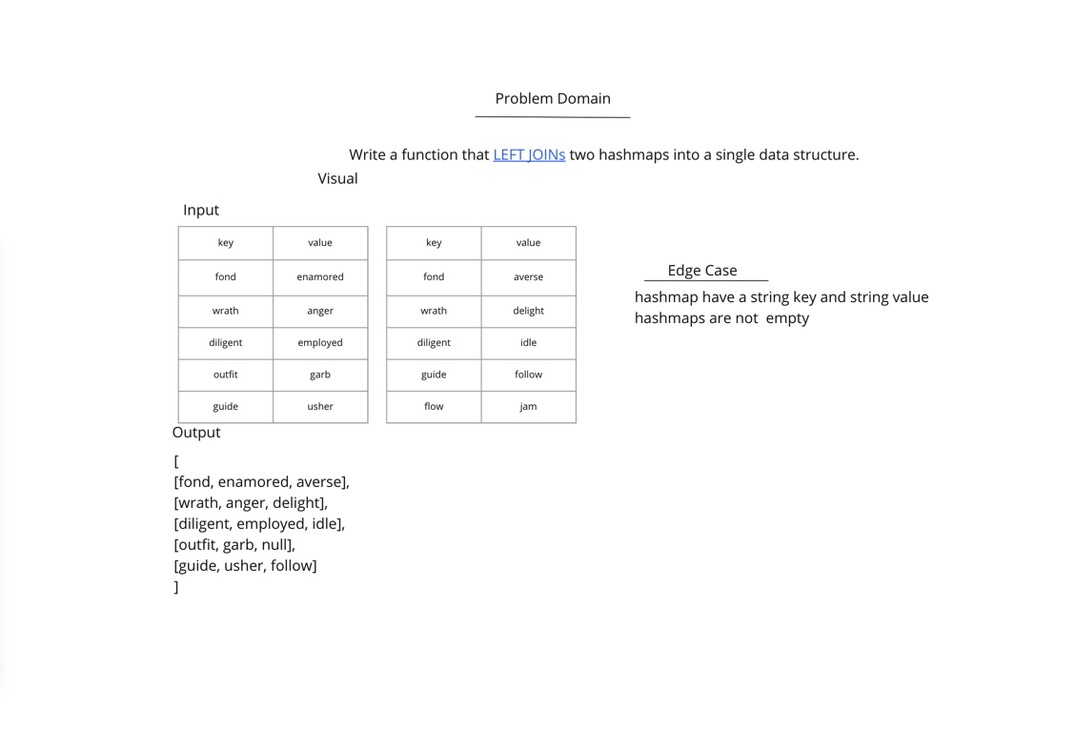 Problem Domain
Write a function that LEFT JOINs two hashmaps into a single data structure.
Visual
Input
key value
fond enamored
wrath anger
diligent employed
outfit garb
guide usher
key value
fond averse
wrath delight
diligent idle
guide follow
flow jam
Edge Case
hashmap have a string key and string value
hashmaps are not empty
Output
[
[fond, enamored, averse],
[wrath, anger, delight],
[diligent, employed, idle],
[outfit, garb, null],
[guide, usher, follow]
]